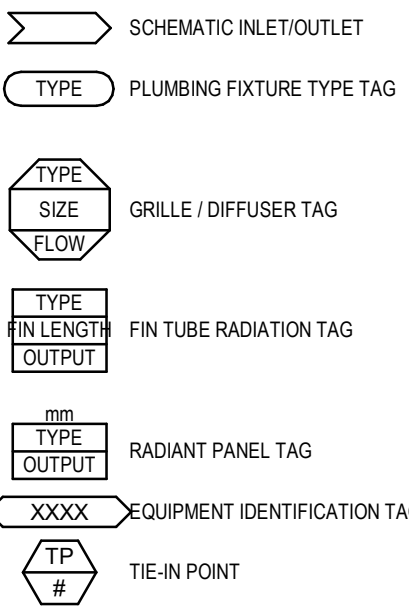 SCHEMATIC INLET/OUTLET
TYPE PLUMBING FIXTURE TYPE TAG
TYPE
SIZE GRILLE / DIFFUSER TAG
FLOW
TYPE
FIN LENGTH FIN TUBE RADIATION TAG
OUTPUT
mm
TYPE
RADIANT PANEL TAG
OUTPUT
XXXX EQUIPMENT IDENTIFICATION TAG
TP
TIE-IN POINT
#